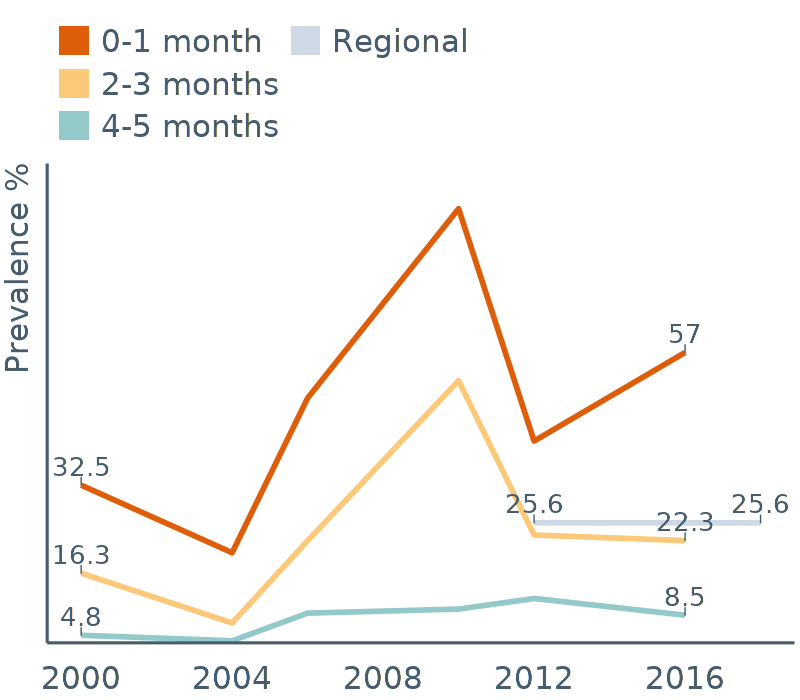 0-1 month Regional
2-3 months
4-5 months
Prevalence %
57
32.5
25.6 25.6
22.3
16.3
8.5
4.8
2000 2004 2008 2012 2016